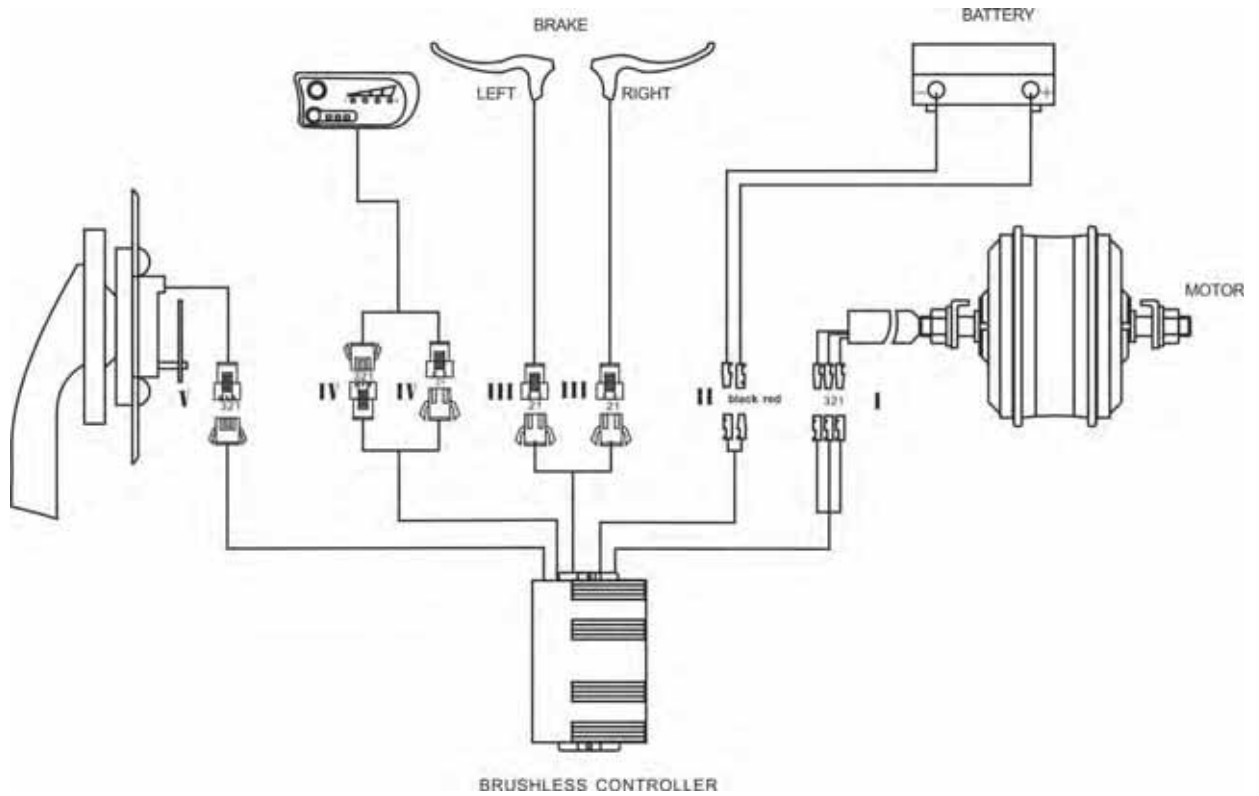 BRAKE
BATTERY
LEFT
RIGHT
- +
MOTOR
V
321
IV
IV
III
21
III
21
II
black red
321
I
BRUSHLESS CONTROLLER